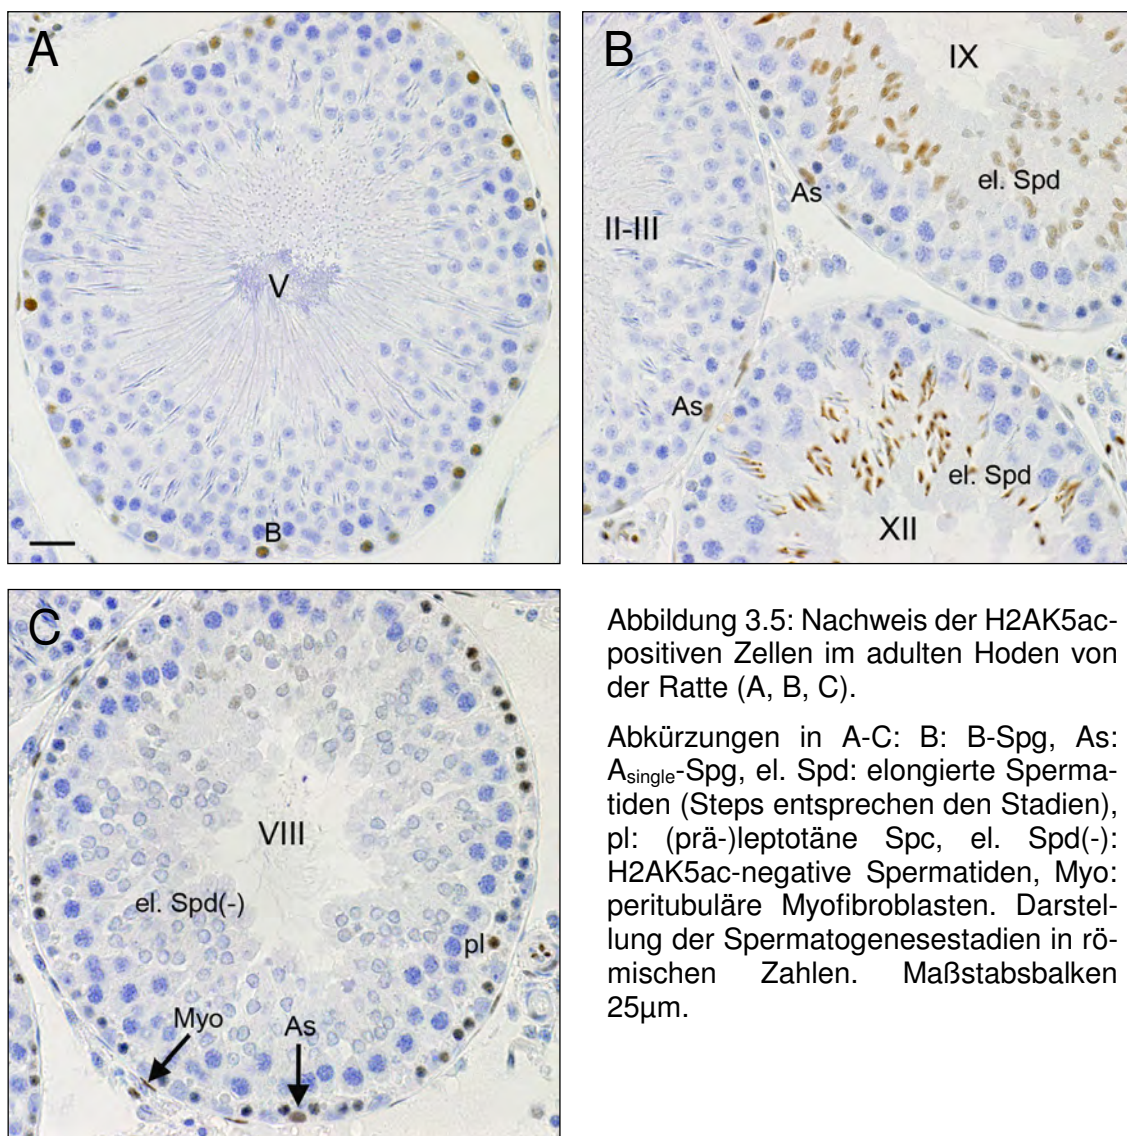 A
V
B
B
IX
As
el. Spd
II-III
As
el. Spd
XII
C
VIII
el. Spd(-)
pl
Myo
As
Abbildung 3.5: Nachweis der H2AK5ac-
positiven Zellen im adulten Hoden von
der Ratte (A, B, C).
Abkürzungen in A-C: B: B-Spg, As:
Asingle-Spg, el. Spd: elongierte Sperma-
tiden (Steps entsprechen den Stadien),
pl: (prä-)leptotäne Spc, el. Spd(-):
H2AK5ac-negative Spermatiden, Myo:
peritubuläre Myofibroblasten. Darstel-
lung der Spermatogenesestadien in rö-
mischen Zahlen. Maßstabsbalken
25µm.